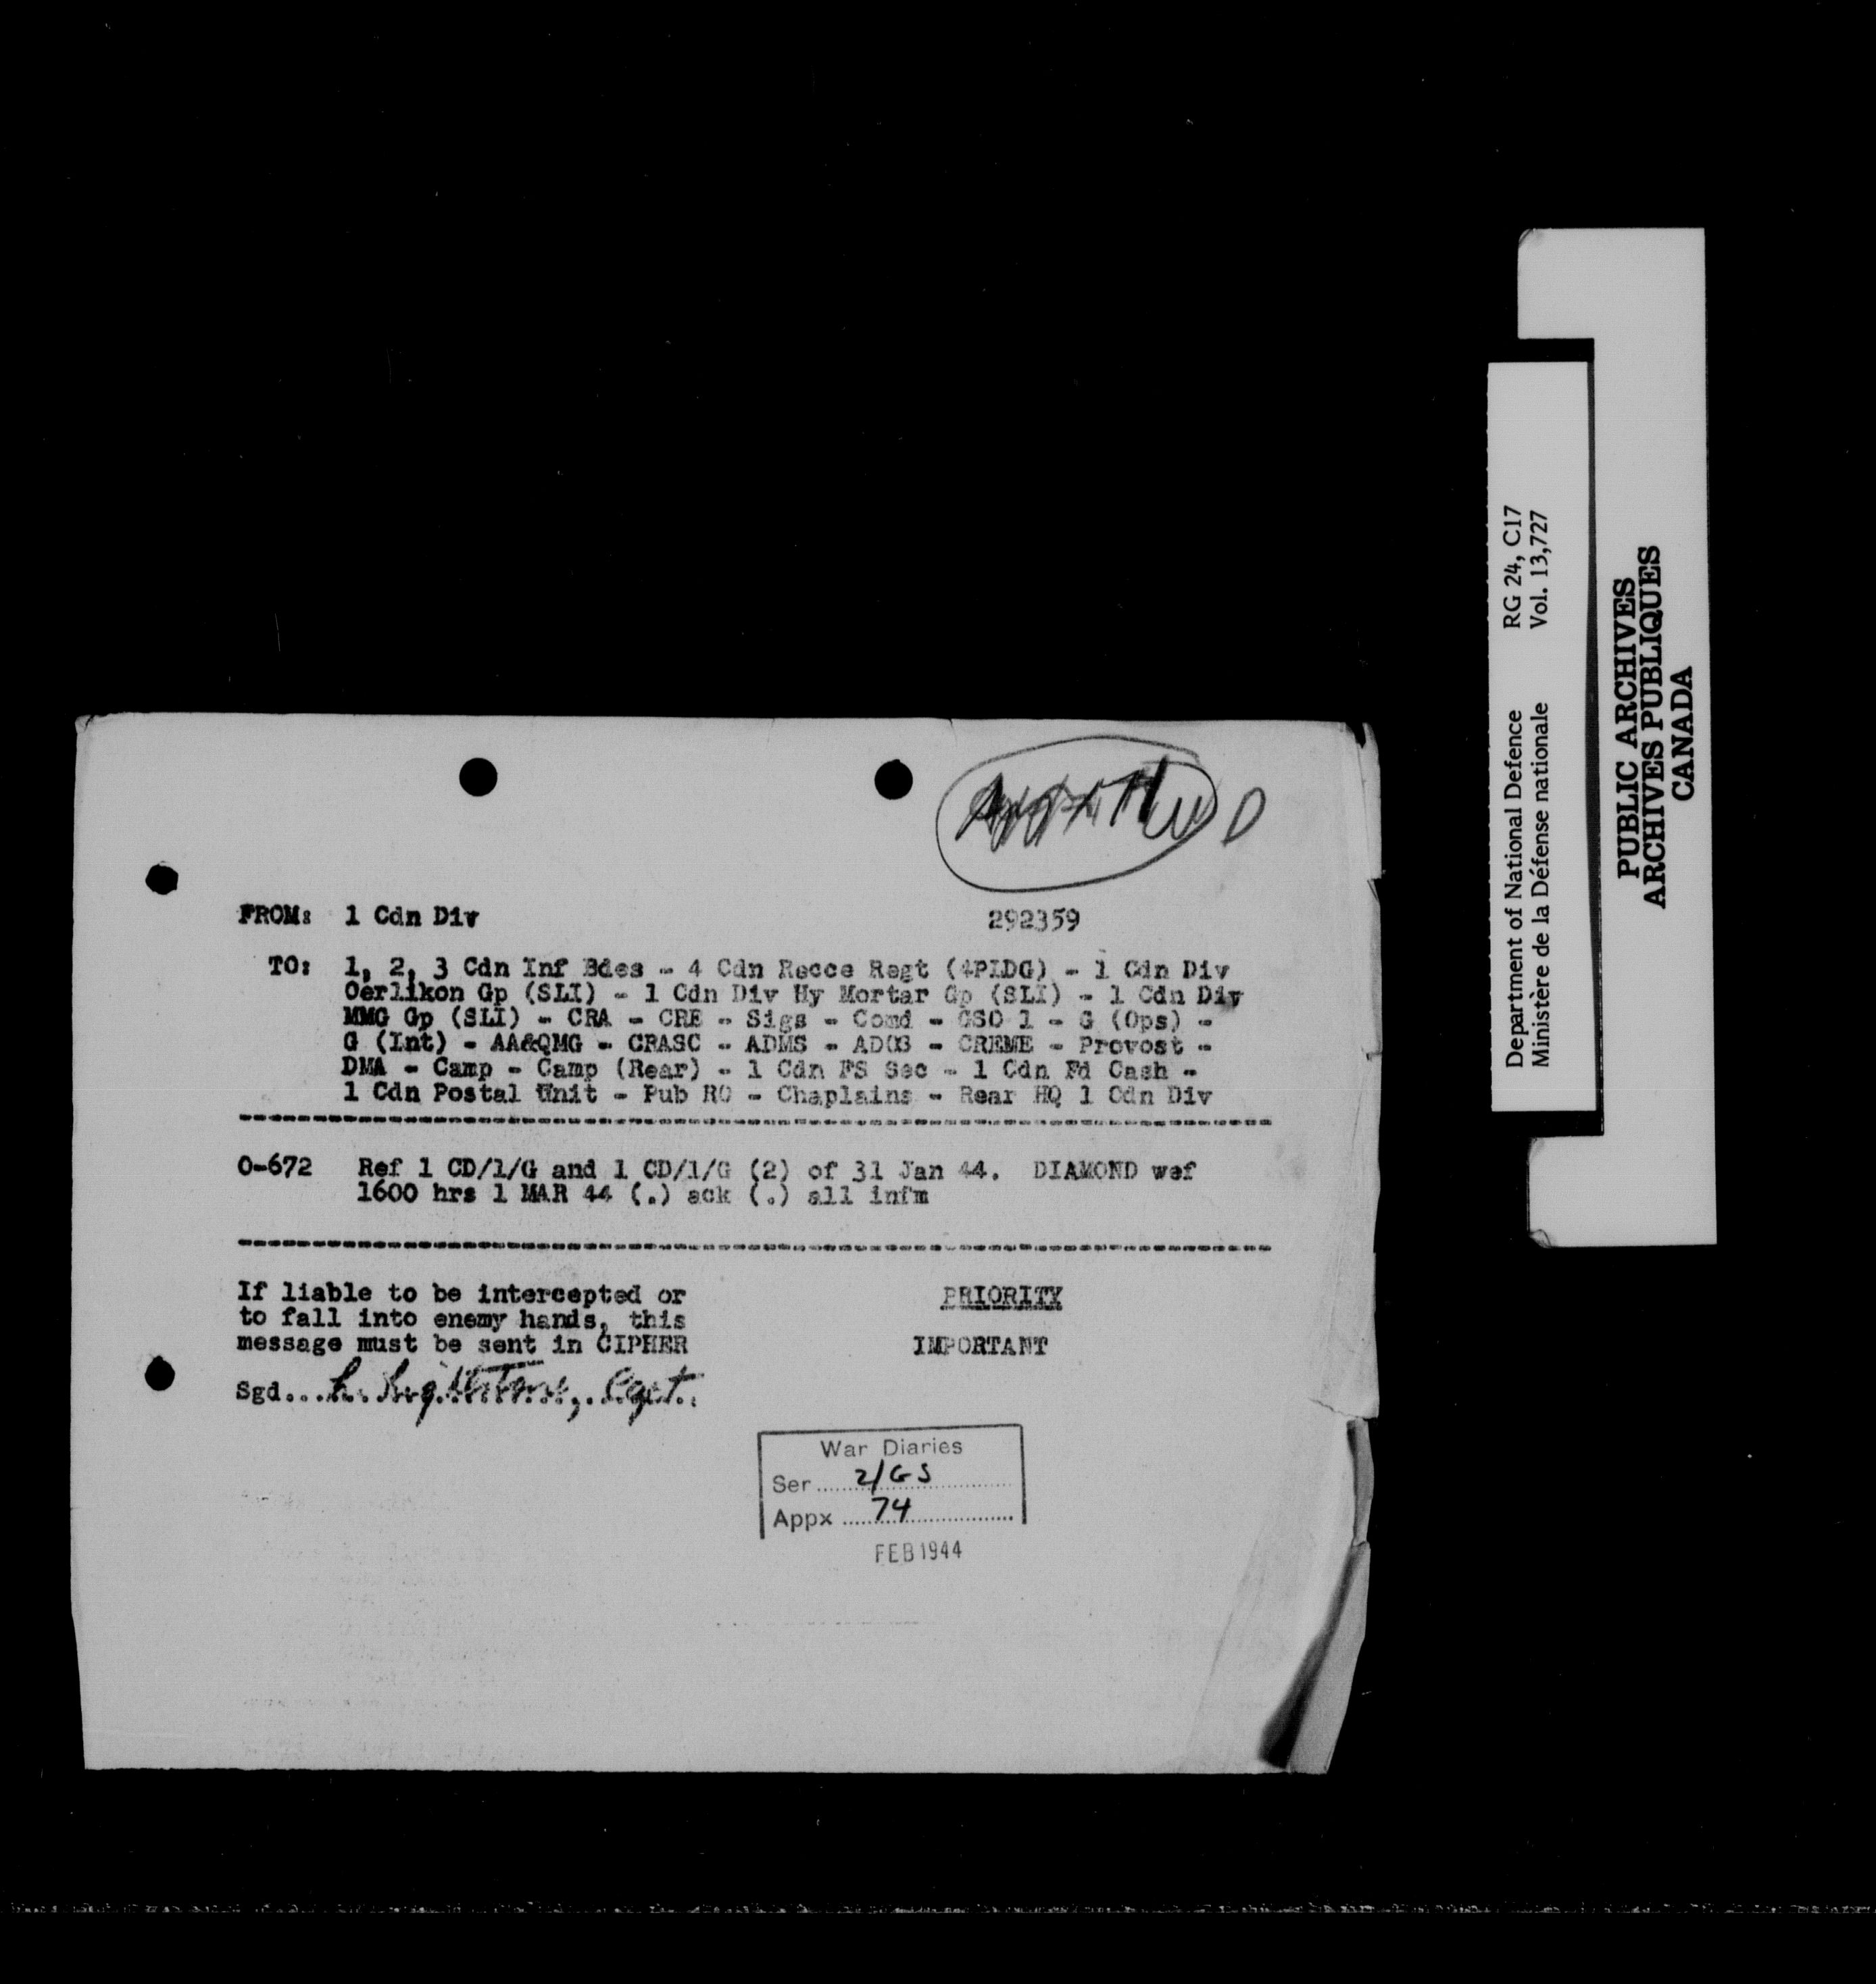 FROM: 1 Cdn Div 292359
TO: 1, 2, 3 Cdn Inf Bdes - 4 Cdn Recce Regt (4PLDG) - 1 Cdn Div
Oerlikon Gp (SLI) - 1 Cdn Div Hy Mortar Gp (SLI) - 1 Cdn Div
MMG Gp (SLI) - CRA - CRE - Sigs - Comd - GSO 1 - G (Ops) -
G (Int) - AA&QMG - CRASC - ADMS - ADOS - CREME - Provost -
DMA - Camp - Camp (Rear) - 1 Cdn FS Sec - 1 Cdn Fd Cash -
1 Cdn Postal Unit - Pub RO - Chaplains - Rear HQ 1 Cdn Div
O-672 Ref 1 CD/1/G and 1 CD/1/G (2) of 31 Jan 44. DIAMOND wef
1600 hrs 1 MAR 44 (.) ack (.) all inf'm
If liable to be intercepted or
to fall into enemy hands, this
message must be sent in CIPHER
PRIORITY
IMPORTANT
Sgd... Capt.
War Diaries
Ser 2/GS
Appx 74
FEB 1944
Department of National Defence RG 24, C17
Ministère de la Défense nationale Vol. 13,727
PUBLIC ARCHIVES
ARCHIVES PUBLIQUES
CANADA